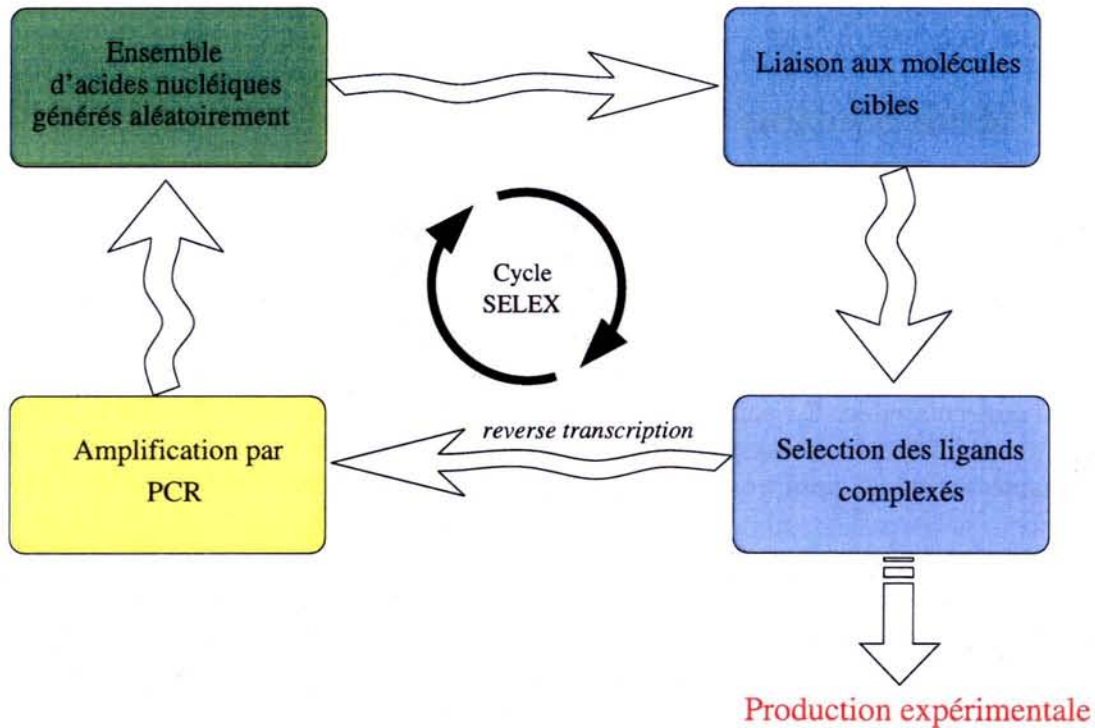 Ensemble
d'acides nucléiques
générés aléatoirement
Liaison aux molécules
cibles
Cycle
SELEX
reverse transcription
Amplification par
PCR
Selection des ligands
complexés
Production expérimentale